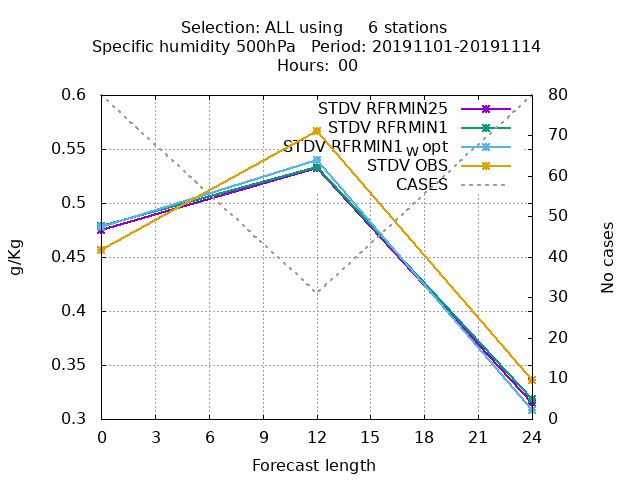 Selection: ALL using 6 stations
Specific humidity 500hPa Period: 20191101-20191114
Hours: 00
STDV RFRMIN25
STDV RFRMIN1
STDV RFRMIN1 W opt
STDV OBS
CASES
0.6
0.55
0.5
0.45
0.4
0.35
0.3
g/Kg
80
70
60
50
40
30
20
10
0
No cases
0 3 6 9 12 15 18 21 24
Forecast length